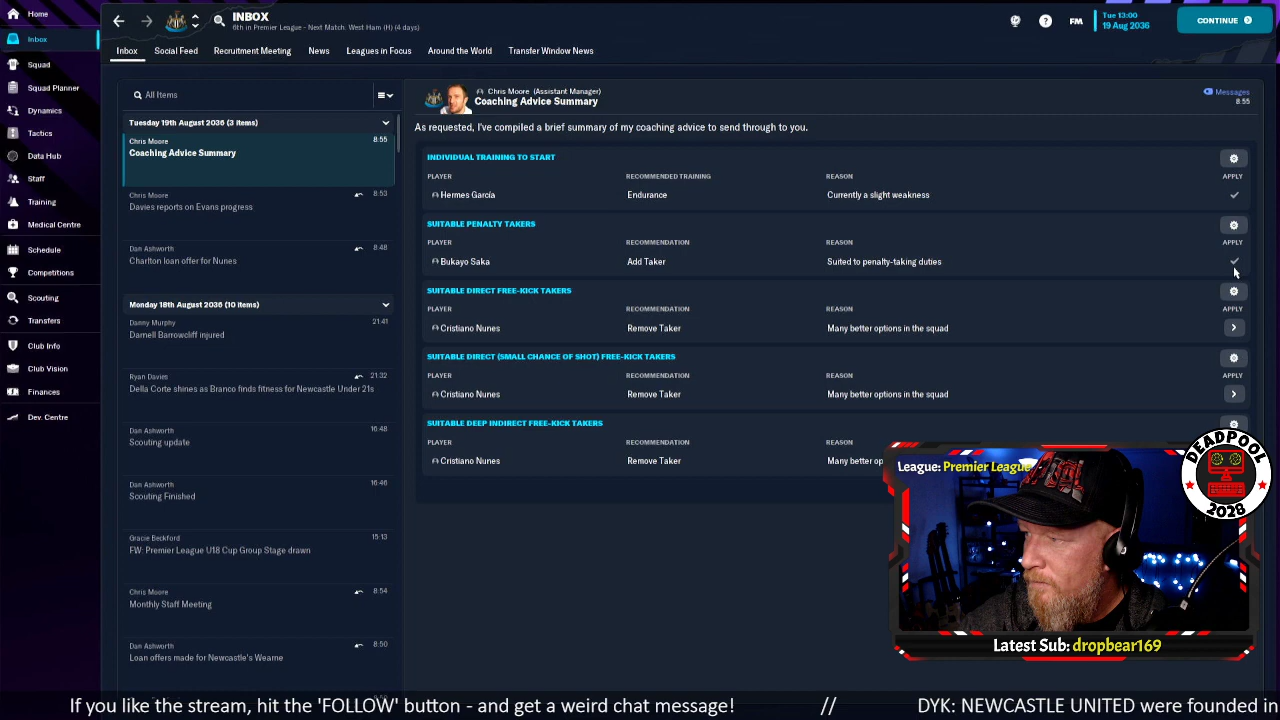 Home
Inbox
Squad
Squad Planner
Dynamics
Tactics
Data Hub
Staff
Training
Medical Centre
Schedule
Competitions
Scouting
Transfers
Club Info
Club Vision
Finances
Dev. Centre
INBOX
6th in Premier League - Next Match: West Ham (H) (4 days)
FM
Tue 13:00
19 Aug 2036
CONTINUE
Inbox
Social Feed
Recruitment Meeting
News
Leagues in Focus
Around the World
Transfer Window News
All Items
Tuesday 19th August 2036 (3 Items)
Chris Moore 8:55
Coaching Advice Summary
Chris Moore 8:53
Davies reports on Evans progress
Dan Ashworth 8:48
Charlton loan offer for Nunes
Monday 18th August 2036 (10 Items)
Danny Murphy 21:41
Darnell Barrowcliff injured
Ryan Davies 21:32
Della Corte shines as Branco finds fitness for Newcastle Under 21s
Dan Ashworth 16:48
Scouting update
Dan Ashworth 16:46
Scouting Finished
Gracie Beckford 15:13
FW: Premier League U18 Cup Group Stage drawn
Chris Moore 8:54
Monthly Staff Meeting
Dan Ashworth 8:50
Loan offers made for Newcastle's Wearne
Chris Moore (Assistant Manager)
Coaching Advice Summary
Messages
8:55
As requested, I've compiled a brief summary of my coaching advice to send through to you.
INDIVIDUAL TRAINING TO START
PLAYER RECOMMENDED TRAINING REASON APPLY
Hermes García Endurance Currently a slight weakness
SUITABLE PENALTY TAKERS
PLAYER RECOMMENDATION REASON APPLY
Bukayo Saka Add Taker Suited to penalty-taking duties
SUITABLE DIRECT FREE-KICK TAKERS
PLAYER RECOMMENDATION REASON APPLY
Cristiano Nunes Remove Taker Many better options in the squad
SUITABLE DIRECT (SMALL CHANCE OF SHOT) FREE-KICK TAKERS
PLAYER RECOMMENDATION REASON APPLY
Cristiano Nunes Remove Taker Many better options in the squad
SUITABLE DEEP INDIRECT FREE-KICK TAKERS
PLAYER RECOMMENDATION REASON
Cristiano Nunes Remove Taker Many better op
League: Premier League
DEADPOOL
2028
Latest Sub: dropbear169
If you like the stream, hit the 'FOLLOW' button - and get a weird chat message! // DYK: NEWCASTLE UNITED were founded in